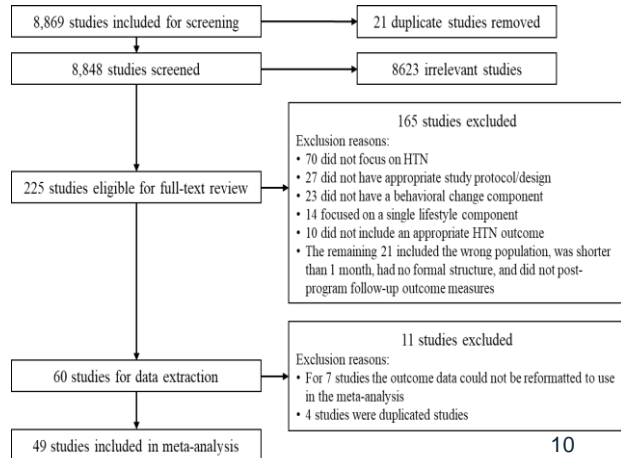 8,869 studies included for screening
21 duplicate studies removed
8,848 studies screened
8623 irrelevant studies
225 studies eligible for full-text review
165 studies excluded
Exclusion reasons:
• 70 did not focus on HTN
• 27 did not have appropriate study protocol/design
• 23 did not have a behavioral change component
• 14 focused on a single lifestyle component
• 10 did not include an appropriate HTN outcome
• The remaining 21 included the wrong population, was shorter
than 1 month, had no formal structure, and did not post-
program follow-up outcome measures
60 studies for data extraction
11 studies excluded
Exclusion reasons:
• For 7 studies the outcome data could not be reformatted to use
in the meta-analysis
• 4 studies were duplicated studies
49 studies included in meta-analysis
10